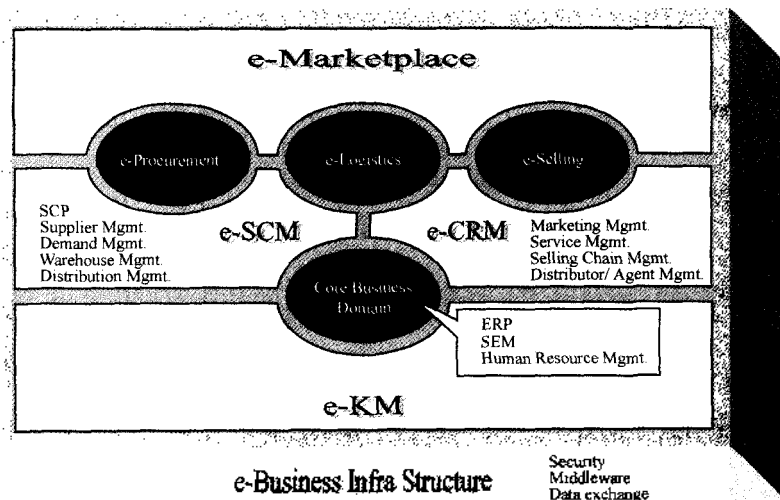 e-Marketplace
e-Procurement
e-Logistics
e-Selling
SCP
Supplier Mgmt.
Demand Mgmt.
Warehouse Mgmt.
Distribution Mgmt.
e-SCM
e-CRM
Marketing Mgmt.
Service Mgmt.
Selling Chain Mgmt.
Distributor/ Agent Mgmt.
Core Business
Domain
ERP
SEM
Human Resource Mgmt.
e-KM
e-Business Infra Structure
Security
Middleware
Data exchange